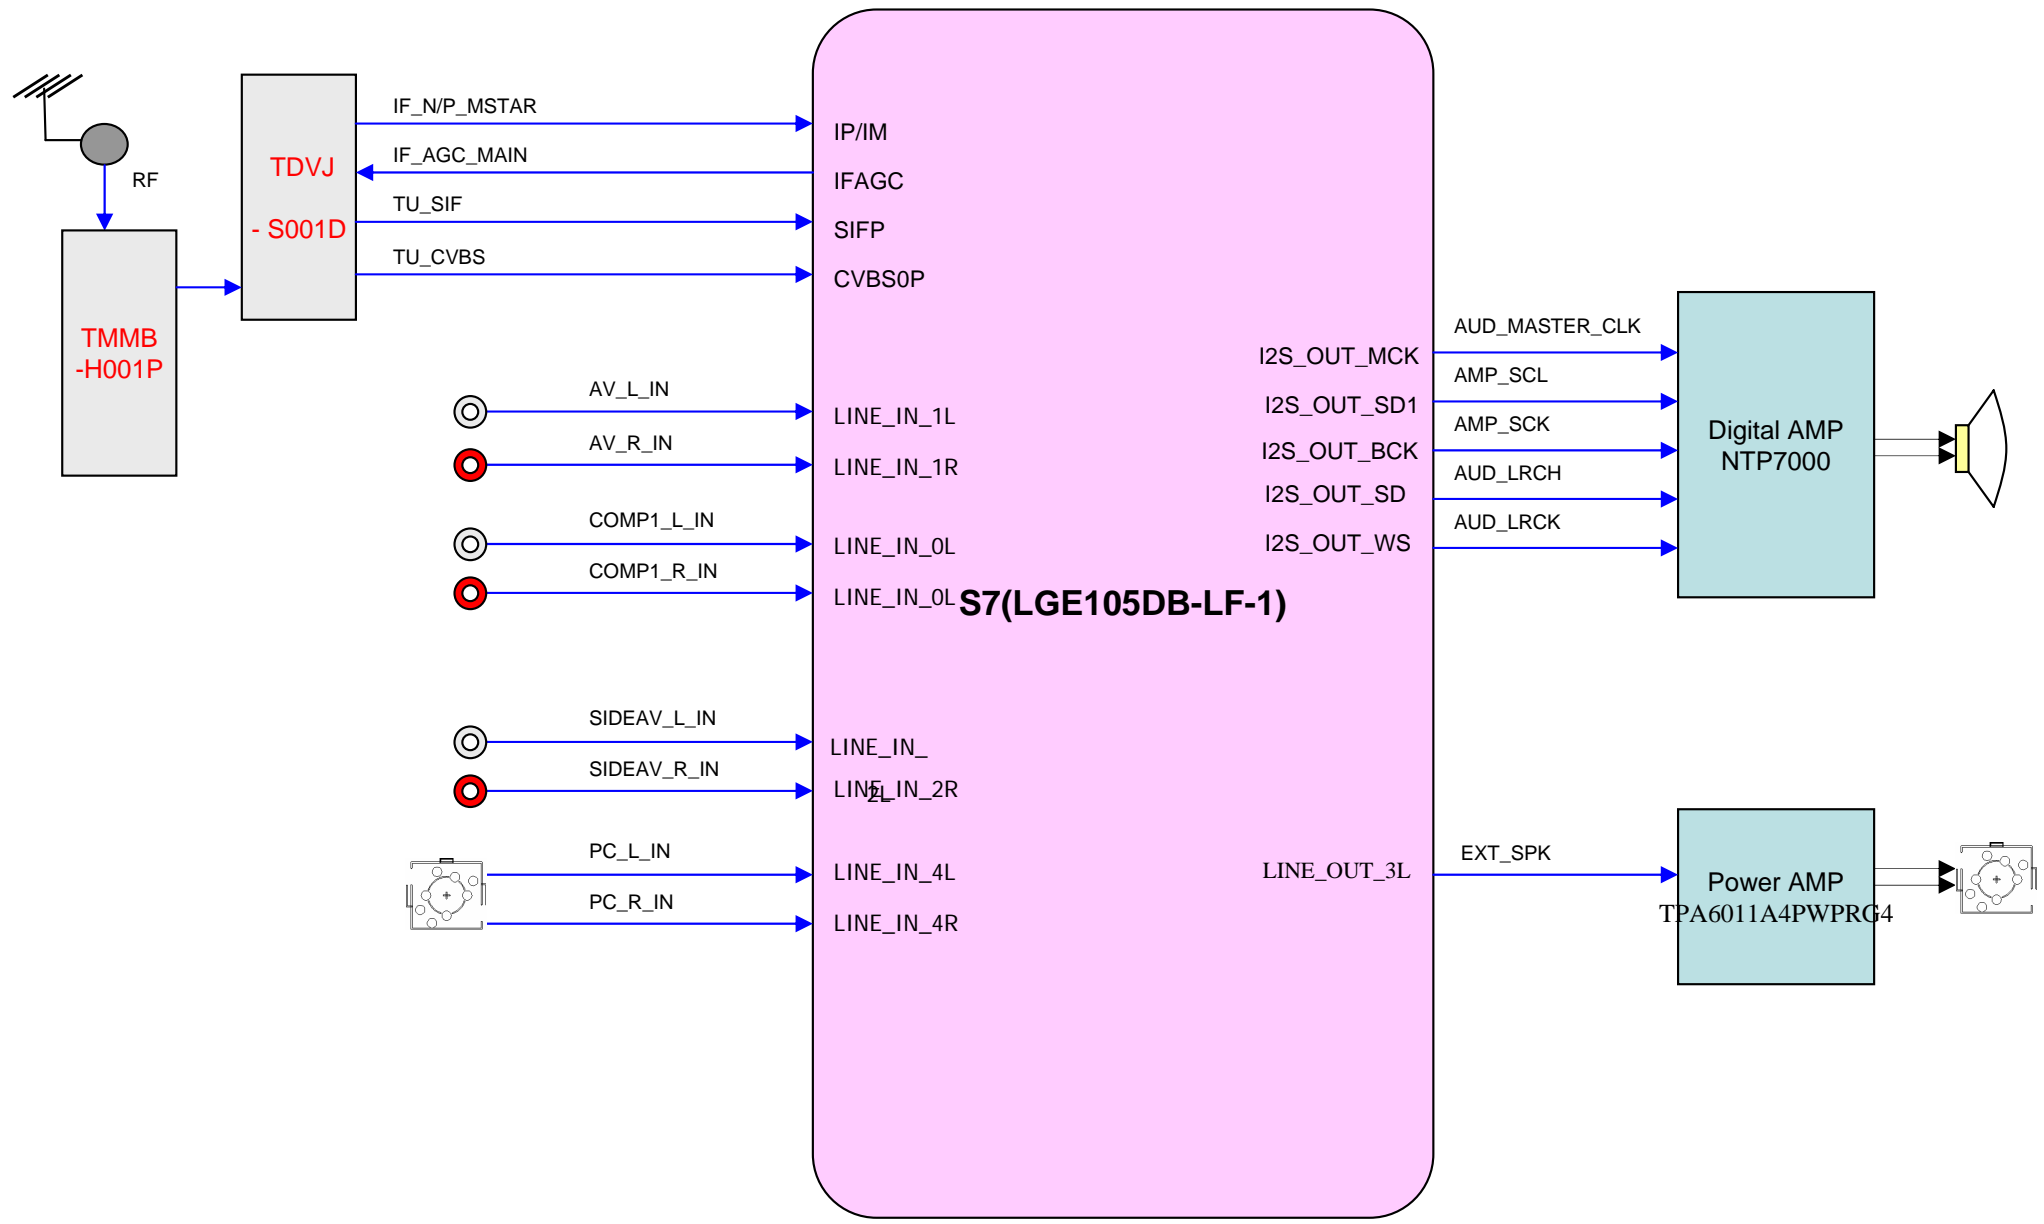 RF
TMMB
-H001P
TDVJ
- S001D
IF_N/P_MSTAR
IF_AGC_MAIN
TU_SIF
TU_CVBS
IP/IM
IFAGC
SIFP
CVBS0P
AV_L_IN
AV_R_IN
COMP1_L_IN
COMP1_R_IN
SIDEAV_L_IN
SIDEAV_R_IN
PC_L_IN
PC_R_IN
LINE_IN_1L
LINE_IN_1R
LINE_IN_0L
LINE_IN_0L
LINE_IN_
2L
LINE_IN_2R
LINE_IN_4L
LINE_IN_4R
S7(LGE105DB-LF-1)
I2S_OUT_MCK
I2S_OUT_SD1
I2S_OUT_BCK
I2S_OUT_SD
I2S_OUT_WS
LINE_OUT_3L
AUD_MASTER_CLK
AMP_SCL
AMP_SCK
AUD_LRCH
AUD_LRCK
EXT_SPK
Digital AMP
NTP7000
Power AMP
TPA6011A4PWPRG4